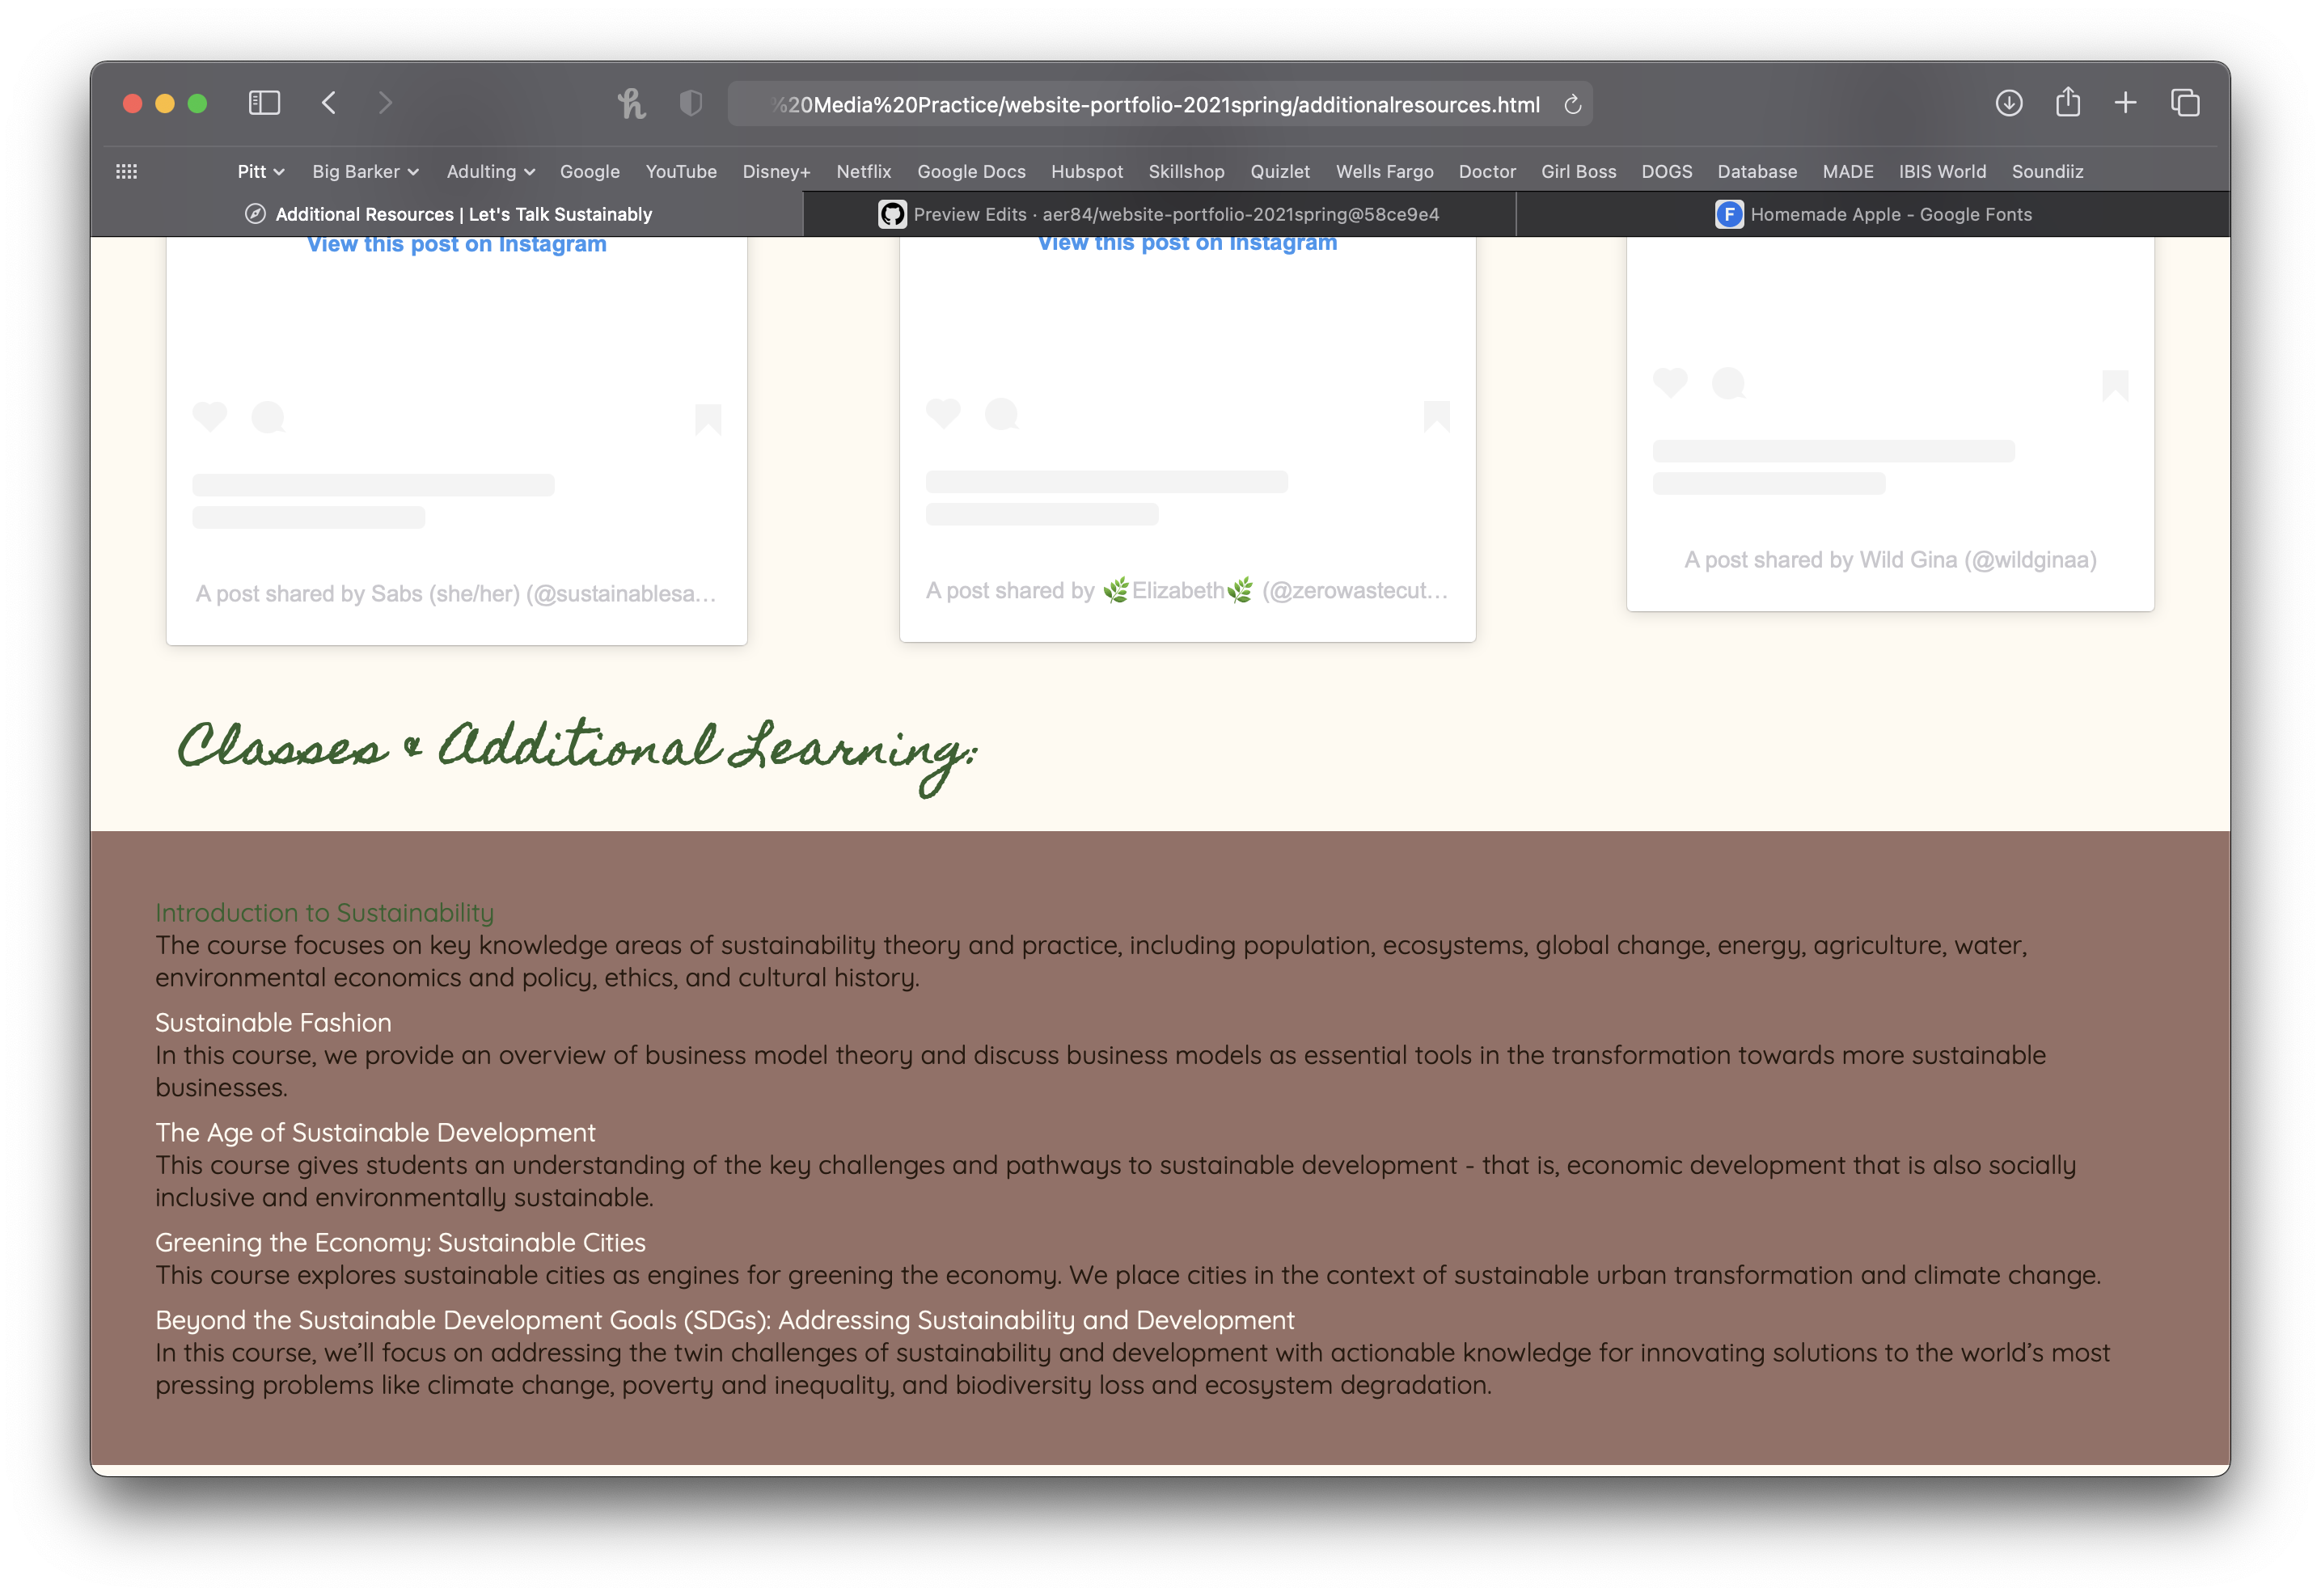 %20Media%20Practice/website-portfolio-2021spring/additionalresources.html
Pitt Big Barker Adulting Google YouTube Disney+ Netflix Google Docs Hubspot Skillshop Quizlet Wells Fargo Doctor Girl Boss DOGS Database MADE IBIS World Soundiiz
Additional Resources | Let's Talk Sustainably
Preview Edits · aer84/website-portfolio-2021spring@58ce9e4
F Homemade Apple - Google Fonts
View this post on Instagram
View this post on Instagram
A post shared by Sabs (she/her) (@sustainablesa…
A post shared by 🌿Elizabeth🌿 (@zerowastecut…
A post shared by Wild Gina (@wildginaa)
Classes & Additional Learning:
Introduction to Sustainability
The course focuses on key knowledge areas of sustainability theory and practice, including population, ecosystems, global change, energy, agriculture, water,
environmental economics and policy, ethics, and cultural history.
Sustainable Fashion
In this course, we provide an overview of business model theory and discuss business models as essential tools in the transformation towards more sustainable
businesses.
The Age of Sustainable Development
This course gives students an understanding of the key challenges and pathways to sustainable development - that is, economic development that is also socially
inclusive and environmentally sustainable.
Greening the Economy: Sustainable Cities
This course explores sustainable cities as engines for greening the economy. We place cities in the context of sustainable urban transformation and climate change.
Beyond the Sustainable Development Goals (SDGs): Addressing Sustainability and Development
In this course, we’ll focus on addressing the twin challenges of sustainability and development with actionable knowledge for innovating solutions to the world’s most
pressing problems like climate change, poverty and inequality, and biodiversity loss and ecosystem degradation.